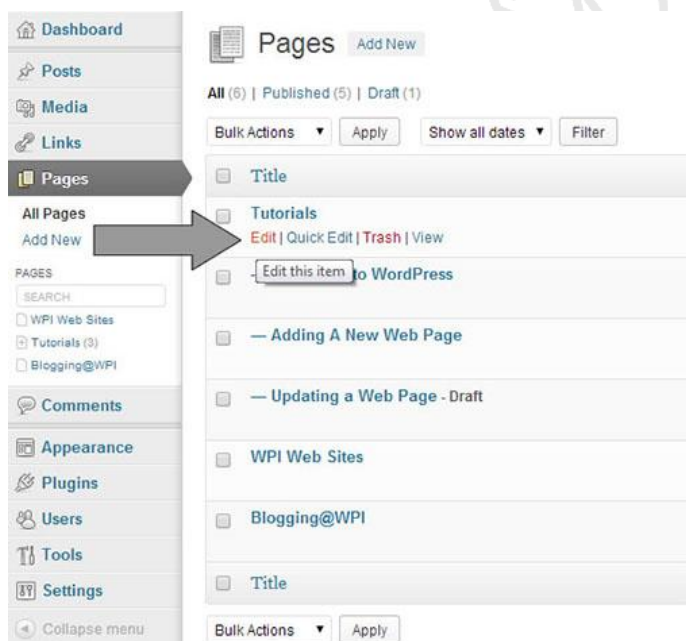 Dashboard
Posts
Media
Links
Pages
All Pages
Add New
PAGES
SEARCH
WPI Web Sites
Tutorials (3)
Blogging@WPI
Comments
Appearance
Plugins
Users
Tools
Settings
Collapse menu
Pages Add New
All (6) | Published (5) | Draft (1)
Bulk Actions Apply Show all dates Filter
Title
Tutorials
Edit | Quick Edit | Trash | View
Edit this item
to WordPress
— Adding A New Web Page
— Updating a Web Page - Draft
WPI Web Sites
Blogging@WPI
Title
Bulk Actions Apply